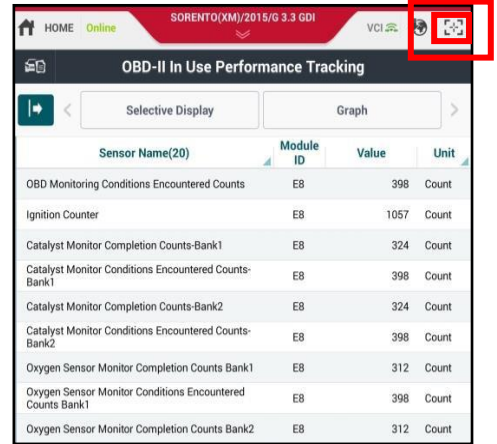 SORENTO(XM)/2015/G 3.3 GDI
HOME Online VCI
OBD-II In Use Performance Tracking
Selective Display Graph
Sensor Name(20) Module ID Value Unit
OBD Monitoring Conditions Encountered Counts E8 398 Count
Ignition Counter E8 1057 Count
Catalyst Monitor Completion Counts-Bank1 E8 324 Count
Catalyst Monitor Conditions Encountered Counts-
Bank1 E8 398 Count
Catalyst Monitor Completion Counts-Bank2 E8 324 Count
Catalyst Monitor Conditions Encountered Counts-
Bank2 E8 398 Count
Oxygen Sensor Monitor Completion Counts Bank1 E8 312 Count
Oxygen Sensor Monitor Conditions Encountered
Counts Bank1 E8 398 Count
Oxygen Sensor Monitor Completion Counts Bank2 E8 312 Count